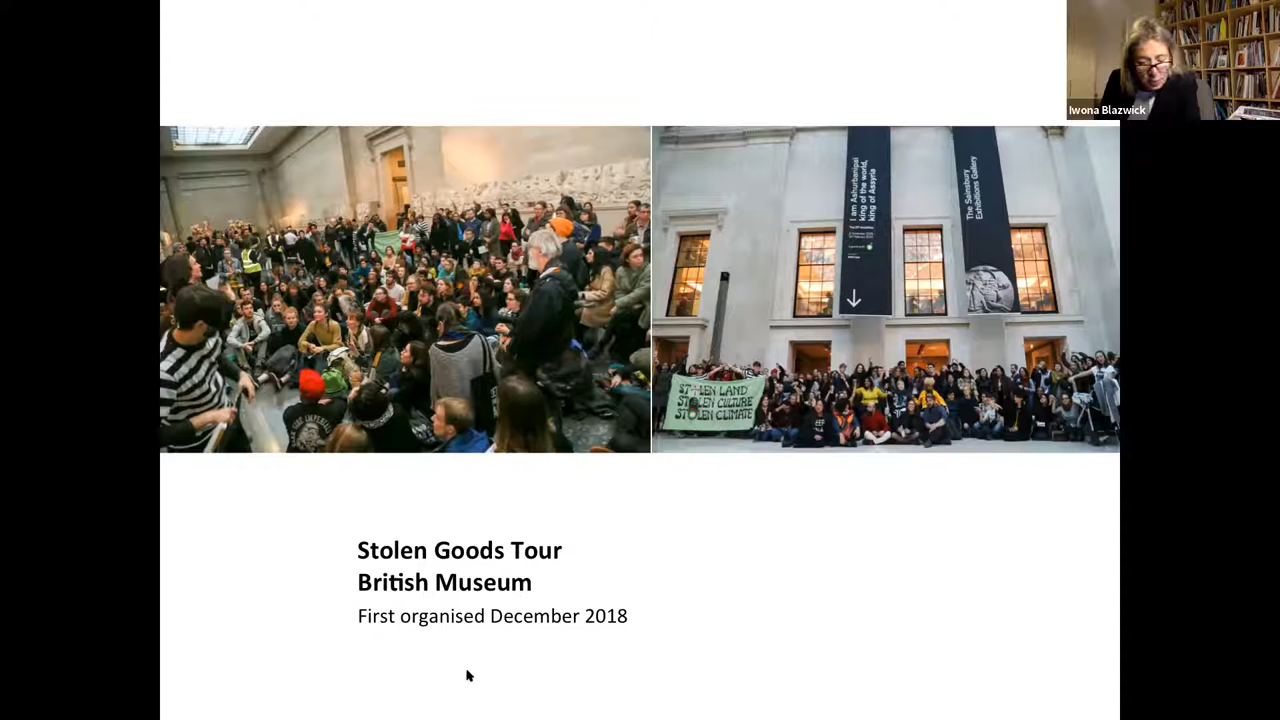 Iwona Blazwick
I am Ashurbanipal
king of the world,
king of Assyria
The Sainsbury
Exhibitions Gallery
STOLEN LAND
STOLEN CULTURE
STOLEN CLIMATE
Stolen Goods Tour
British Museum
First organised December 2018